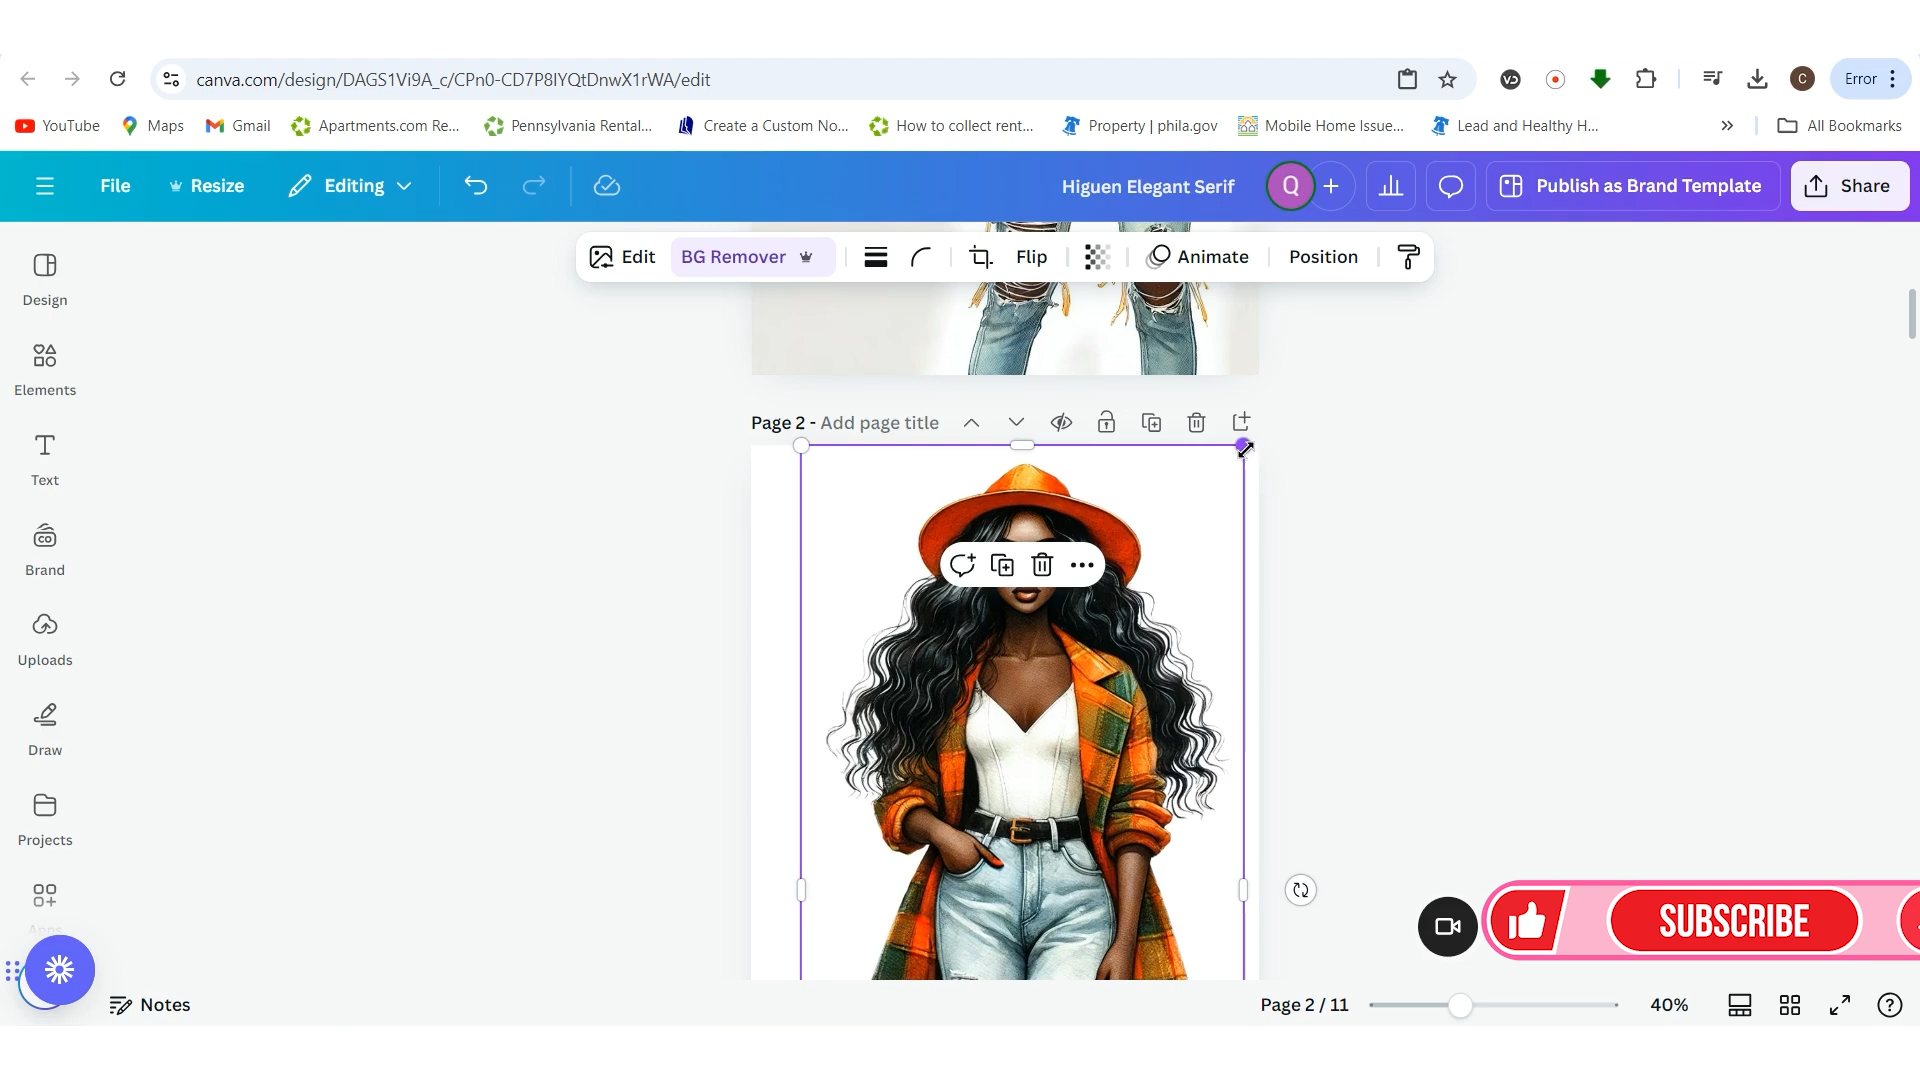 canva.com/design/DAGS1Vi9A_c/CPn0-CD7P8IYQtDnwX1rWA/edit
C
Error
YouTube
Maps
Gmail
Apartments.com Re...
Pennsylvania Rental...
Create a Custom No...
How to collect rent...
Property | phila.gov
Mobile Home Issue...
Lead and Healthy H...
»
All Bookmarks
File
Resize
Editing
Higuen Elegant Serif
Q
Publish as Brand Template
Share
Edit
BG Remover
Flip
Animate
Position
Design
Elements
Text
Brand
Uploads
Draw
Projects
Apps
Page 2 - Add page title
SUBSCRIBE
Notes
Page 2 / 11
40%